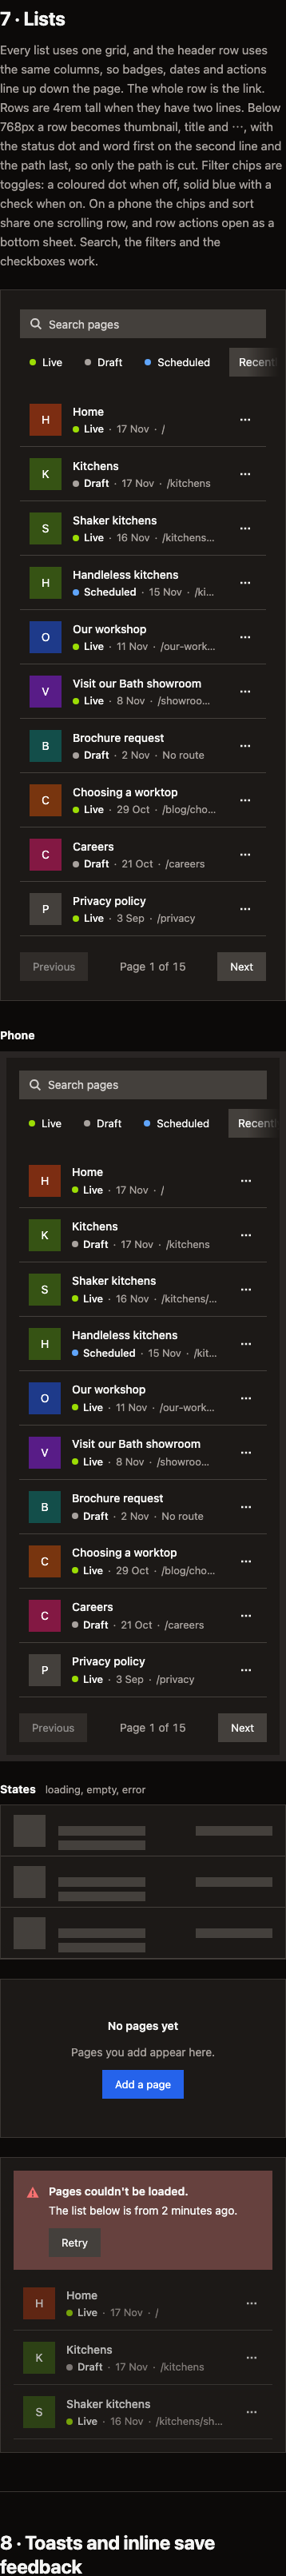 7 · Lists
Every list uses one grid, and the header row uses
the same columns, so badges, dates and actions
line up down the page. The whole row is the link.
Rows are 4rem tall when they have two lines. Below
768px a row becomes thumbnail, title and ···, with
the status dot and word first on the second line and
the path last, so only the path is cut. Filter chips are
toggles: a coloured dot when off, solid blue with a
check when on. On a phone the chips and sort
share one scrolling row, and row actions open as a
bottom sheet. Search, the filters and the
checkboxes work.
Search pages
Live Draft Scheduled Recentl
H Home ···
Live · 17 Nov · /
K Kitchens ···
Draft · 17 Nov · /kitchens
S Shaker kitchens ···
Live · 16 Nov · /kitchens...
H Handleless kitchens ···
Scheduled · 15 Nov · /ki...
O Our workshop ···
Live · 11 Nov · /our-work...
V Visit our Bath showroom ···
Live · 8 Nov · /showroo...
B Brochure request ···
Draft · 2 Nov · No route
C Choosing a worktop ···
Live · 29 Oct · /blog/cho...
C Careers ···
Draft · 21 Oct · /careers
P Privacy policy ···
Live · 3 Sep · /privacy
Previous Page 1 of 15 Next
Phone
Search pages
Live Draft Scheduled Recentl
H Home ···
Live · 17 Nov · /
K Kitchens ···
Draft · 17 Nov · /kitchens
S Shaker kitchens ···
Live · 16 Nov · /kitchens/...
H Handleless kitchens ···
Scheduled · 15 Nov · /kit...
O Our workshop ···
Live · 11 Nov · /our-work...
V Visit our Bath showroom ···
Live · 8 Nov · /showroo...
B Brochure request ···
Draft · 2 Nov · No route
C Choosing a worktop ···
Live · 29 Oct · /blog/cho...
C Careers ···
Draft · 21 Oct · /careers
P Privacy policy ···
Live · 3 Sep · /privacy
Previous Page 1 of 15 Next
States loading, empty, error
No pages yet
Pages you add appear here.
Add a page
Pages couldn't be loaded.
The list below is from 2 minutes ago.
Retry
H Home ···
Live · 17 Nov · /
K Kitchens ···
Draft · 17 Nov · /kitchens
S Shaker kitchens ···
Live · 16 Nov · /kitchens/sh...
8 · Toasts and inline save
feedback